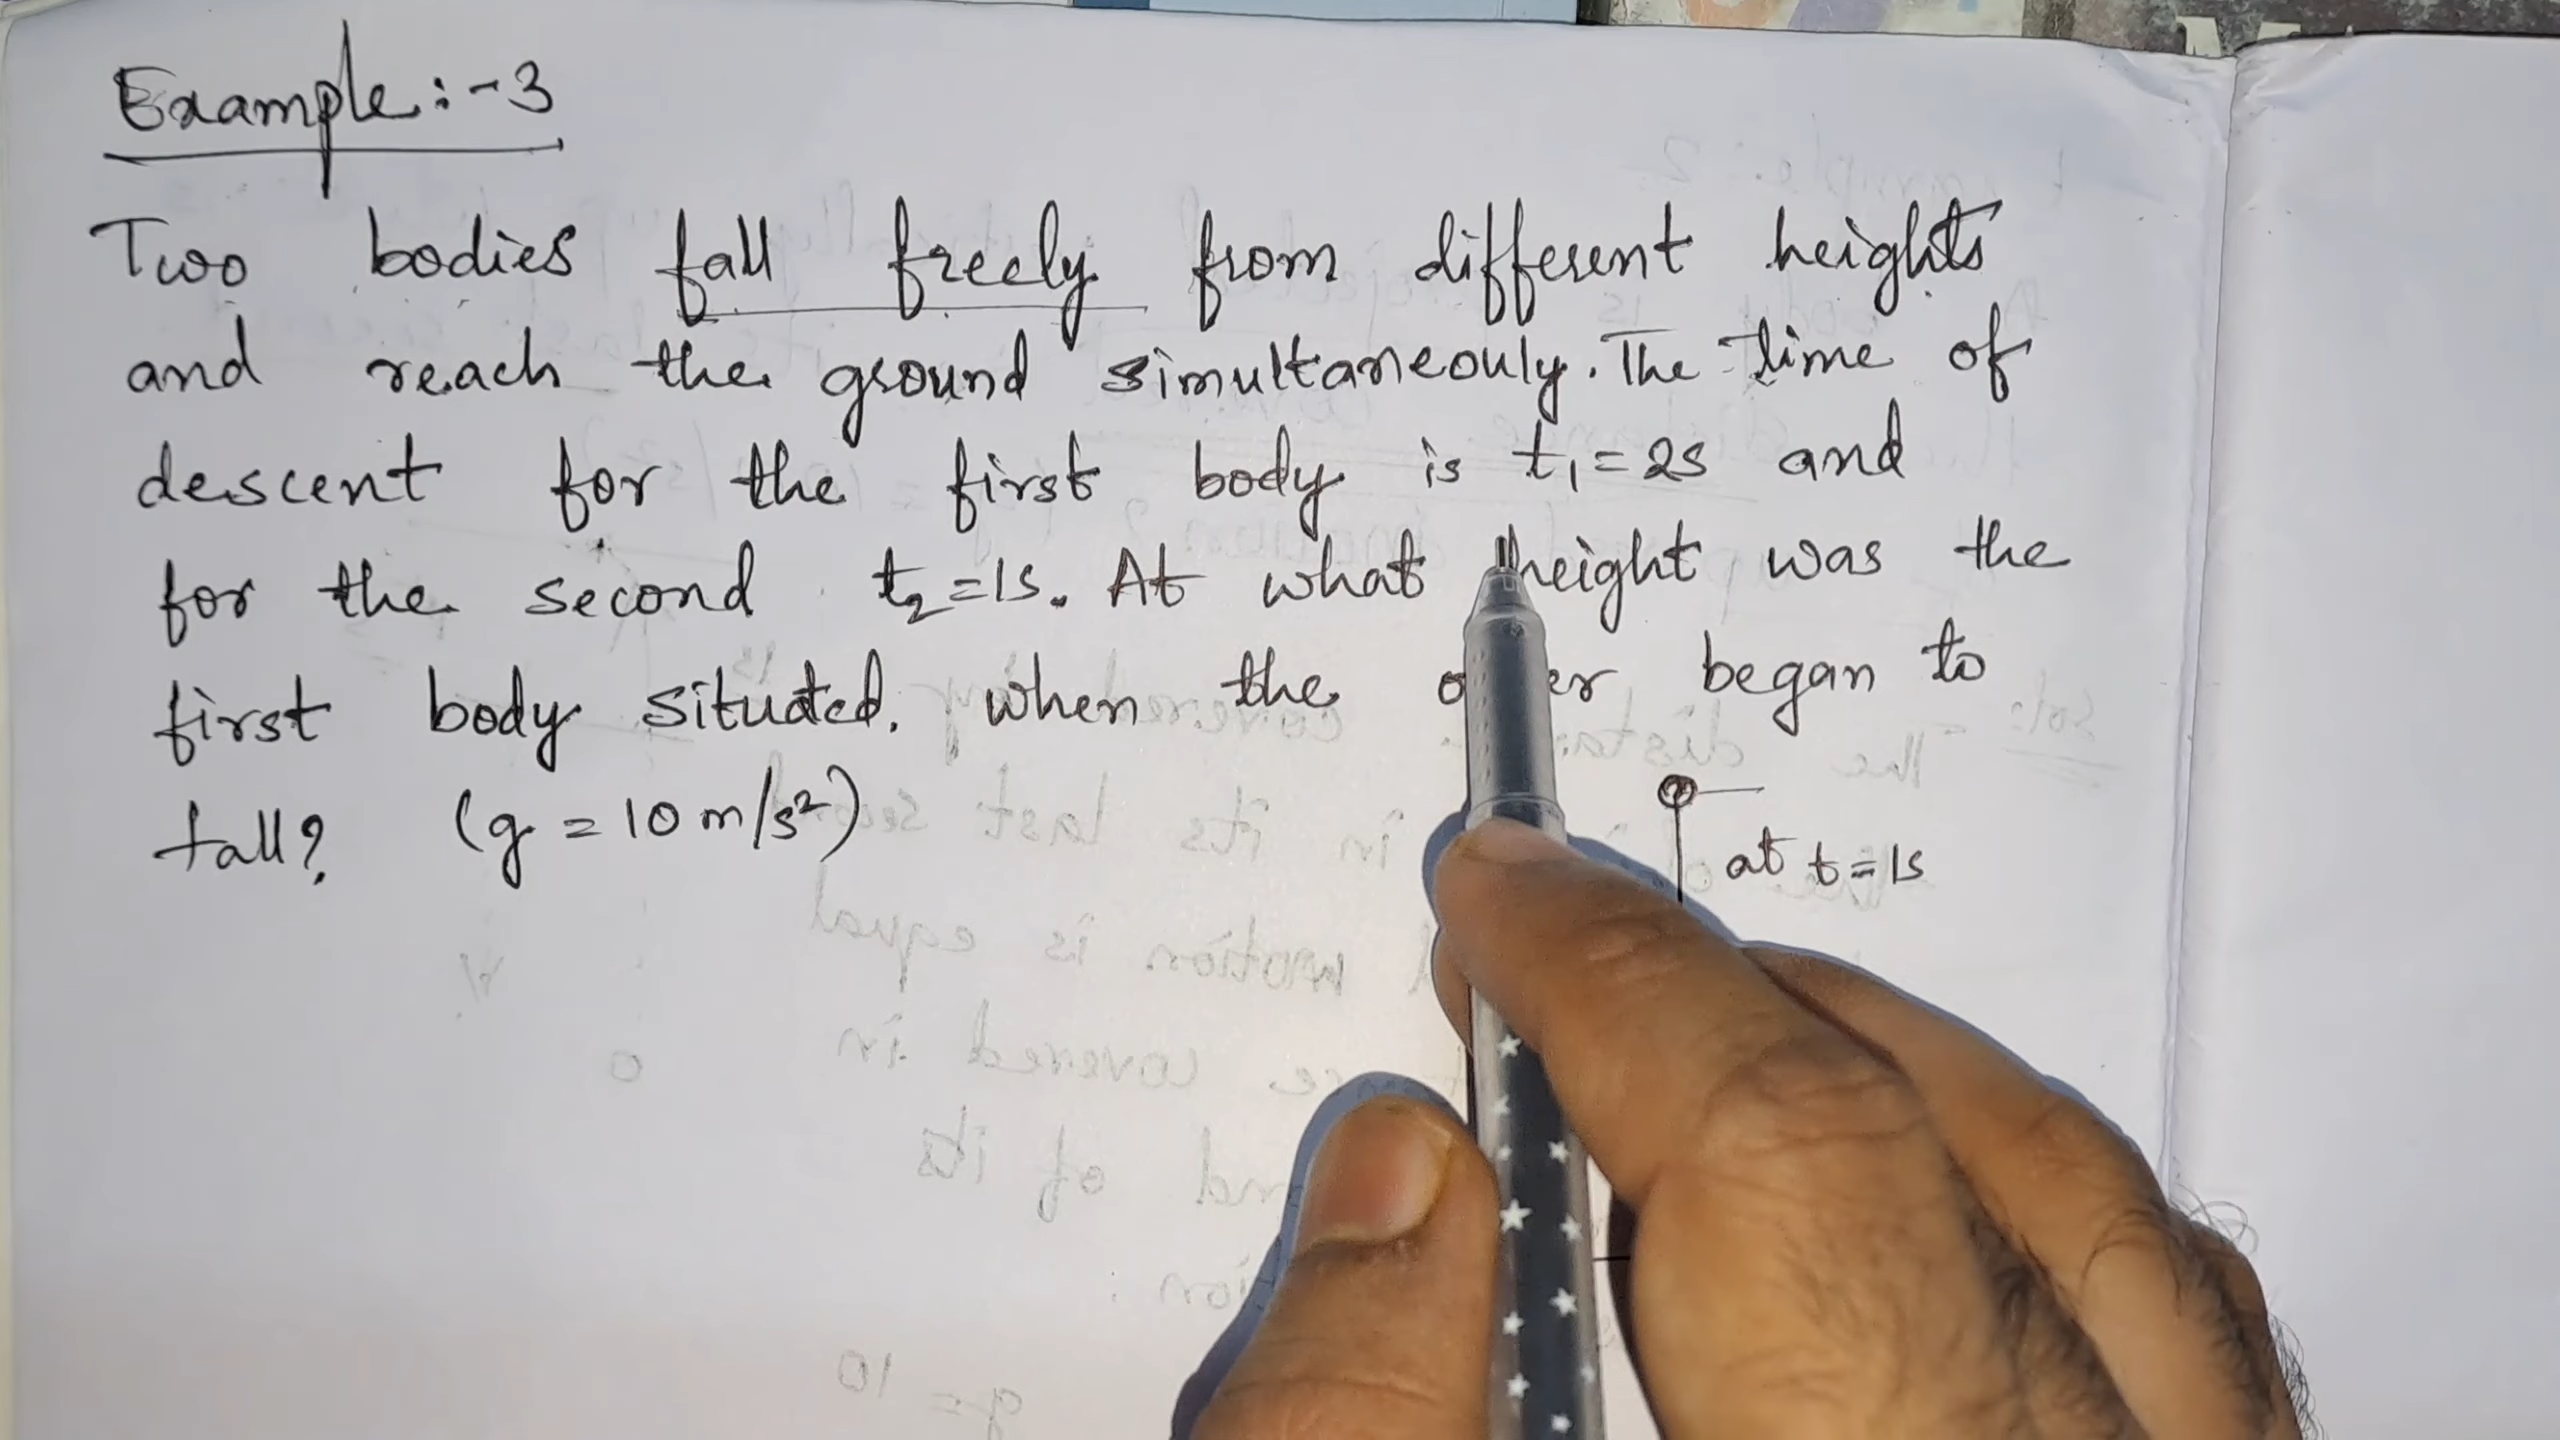 Example:-3
Two bodies fall freely from different heights
and reach the ground simultaneouly. The time of
descent for the first body is t₁=2s and
for the second t₂=1s. At what height was the
first body situated. when the began to
fall? (g = 10 m/s²)
at t=1s